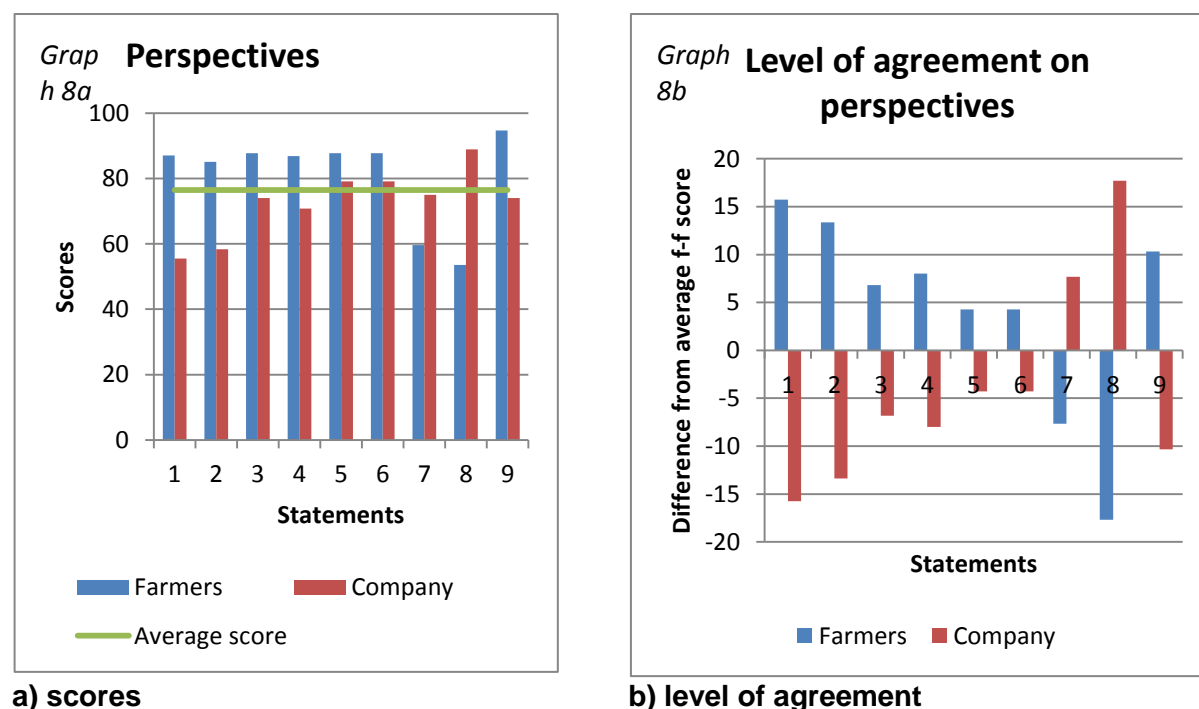 Grap
h 8a
Perspectives
100
80
60
40
20
0
Scores
1 2 3 4 5 6 7 8 9
Statements
Farmers Company
Average score
a) scores
Graph
8b
Level of agreement on
perspectives
20
15
10
5
0
-5
-10
-15
-20
Difference from average f-f score
1 2 3 4 5 6 7 8 9
Statements
Farmers Company
b) level of agreement